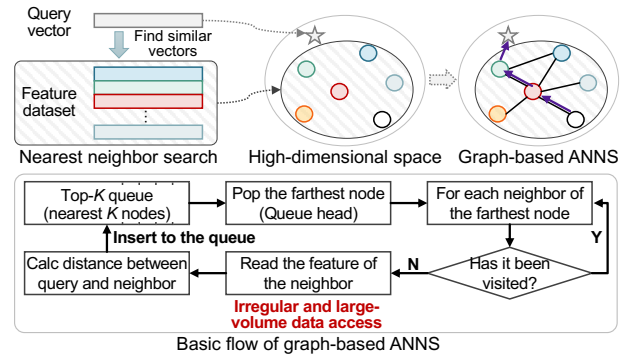 Query
vector
Find similar
vectors
Feature
dataset
⋮
Nearest neighbor search
High-dimensional space
Graph-based ANNS
Top-K queue
(nearest K nodes)
Pop the farthest node
(Queue head)
For each neighbor of
the farthest node
Insert to the queue
Y
Calc distance between
query and neighbor
Read the feature of
the neighbor
N
Has it been
visited?
Irregular and large-
volume data access
Basic flow of graph-based ANNS